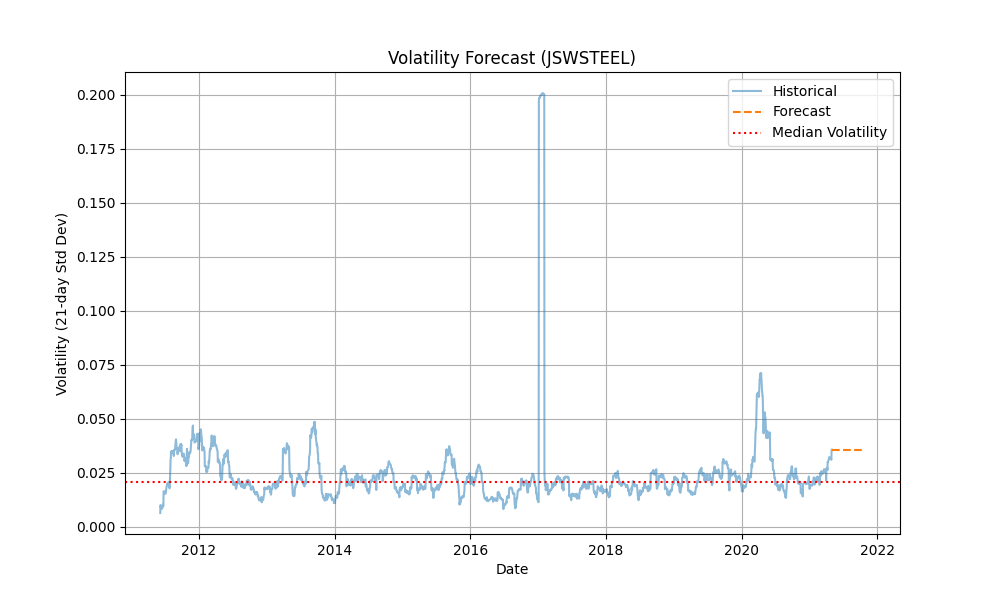 Volatility Forecast (JSWSTEEL)
Historical
Forecast
Median Volatility
Volatility (21-day Std Dev)
0.200
0.175
0.150
0.125
0.100
0.075
0.050
0.025
0.000
2012
2014
2016
2018
2020
2022
Date